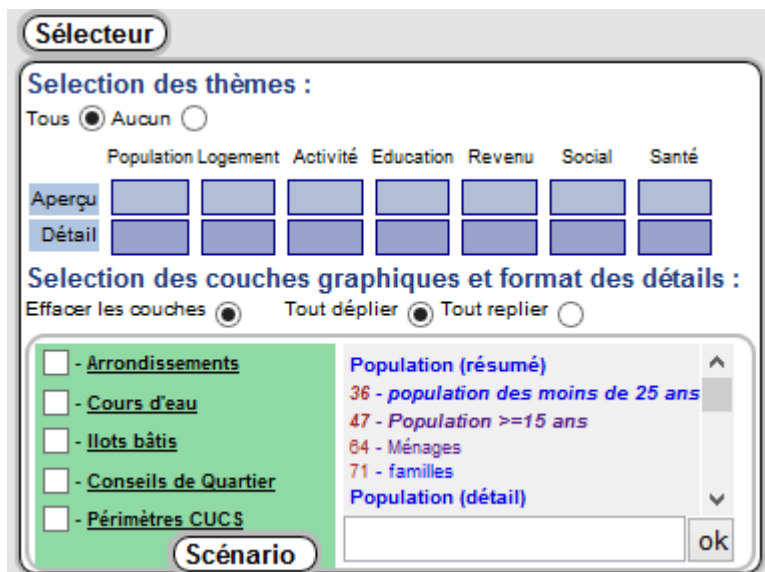 Sélecteur
Selection des thèmes :
Tous Aucun
Population Logement Activité Education Revenu Social Santé
Aperçu
Détail
Selection des couches graphiques et format des détails :
Effacer les couches Tout déplier Tout replier
- Arrondissements
- Cours d'eau
- Ilots bâtis
- Conseils de Quartier
- Périmètres CUCS
Scénario
Population (résumé)
36 - population des moins de 25 ans
47 - Population >=15 ans
64 - Ménages
71 - familles
Population (détail)
ok